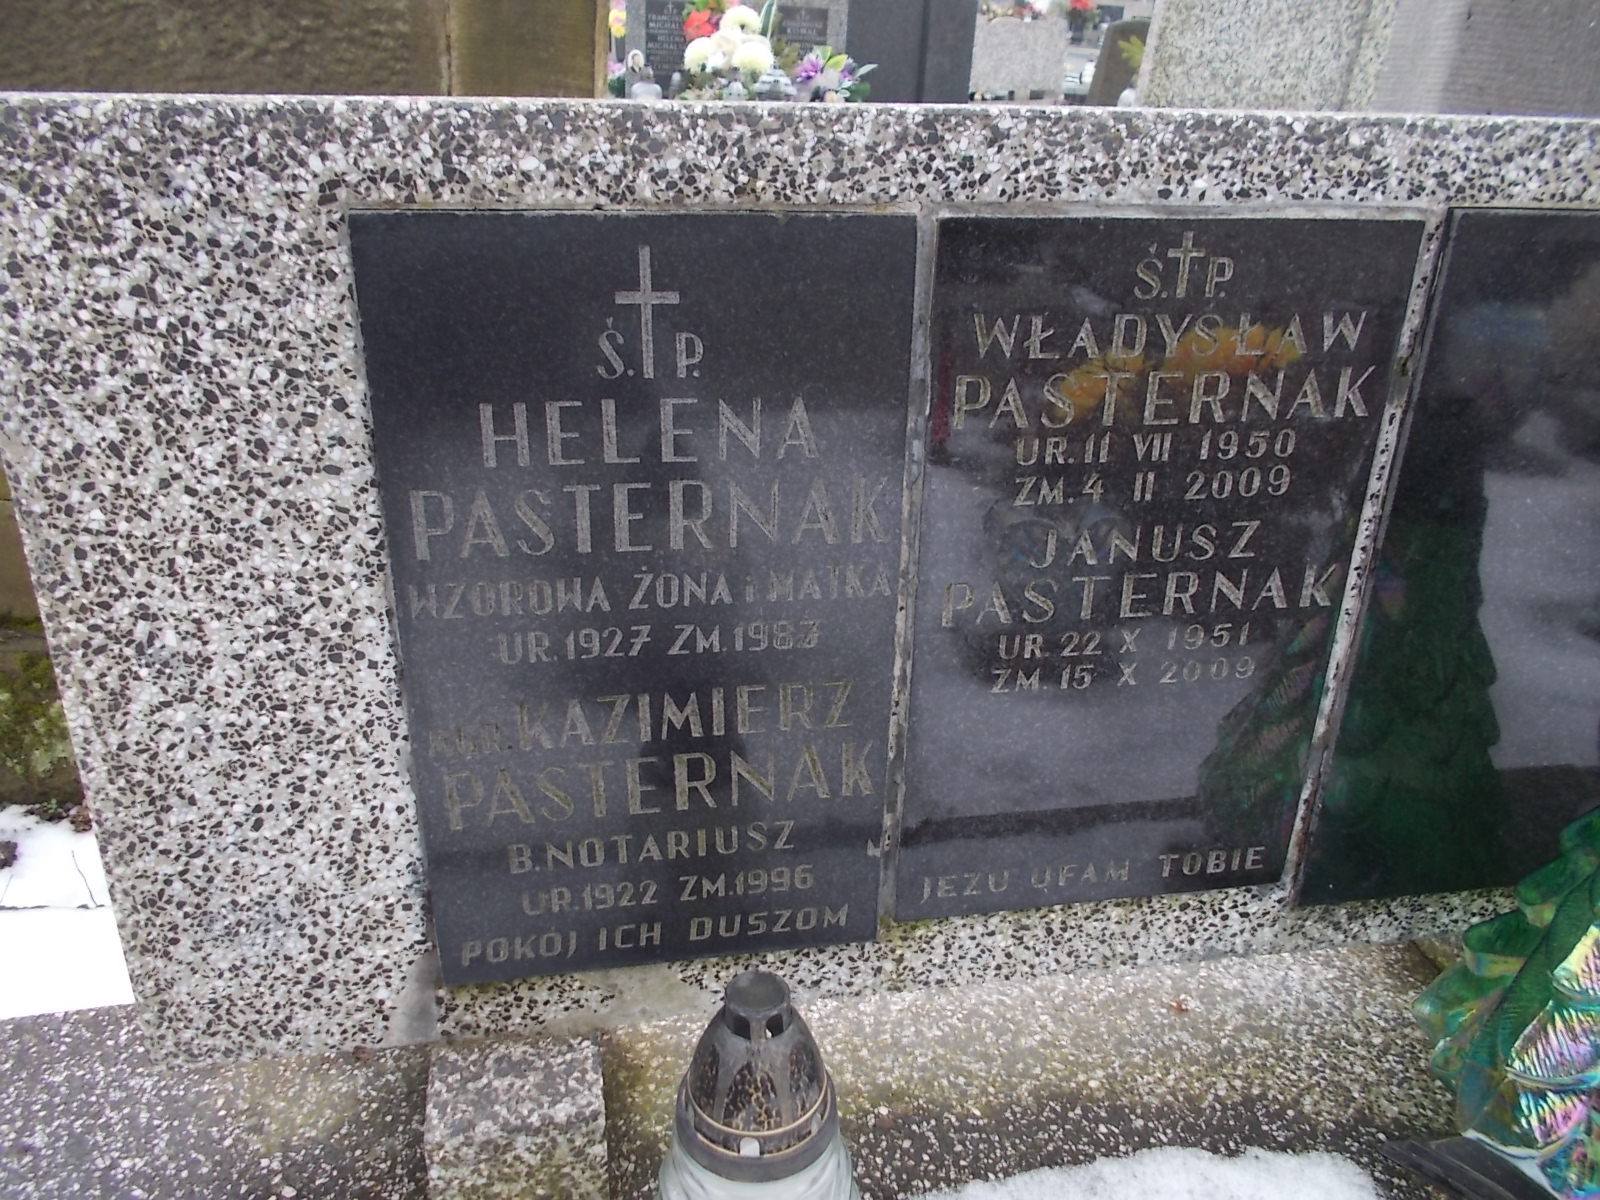 Ś. P.
HELENA
PASTERNAK
WZOROWA ŻONA i MATKA
UR. 1927 ZM. 1983
mgr. KAZIMIERZ
PASTERNAK
B. NOTARIUSZ
UR. 1922 ZM. 1996
POKÓJ ICH DUSZOM
Ś. P.
WŁADYSŁAW
PASTERNAK
UR. 11 VII 1950
ZM. 4 II 2009
JANUSZ
PASTERNAK
UR. 22 X 1951
ZM. 15 X 2009
JEZU UFAM TOBIE